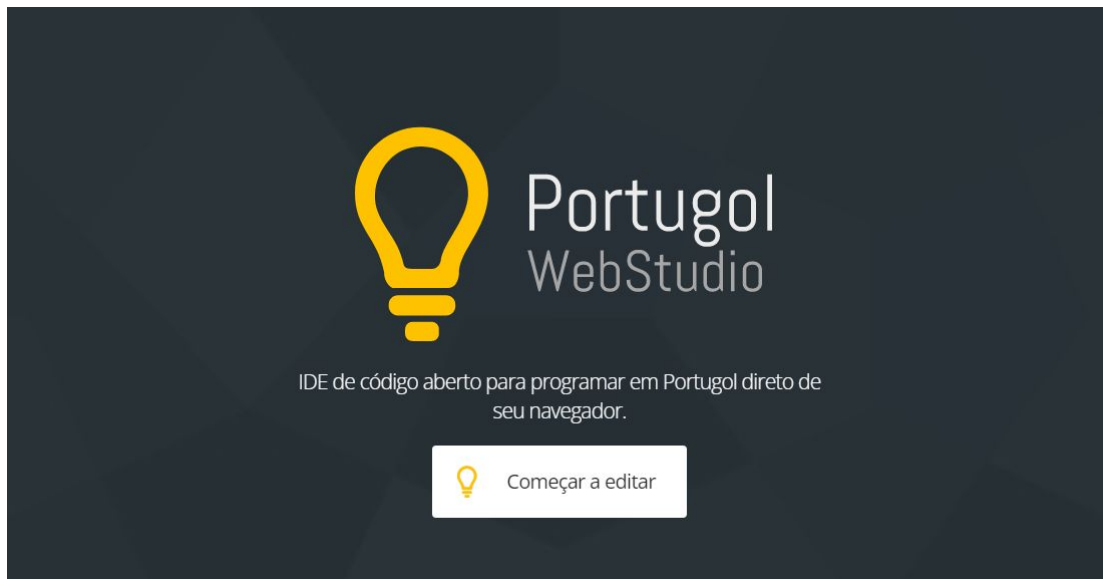 Portugol
WebStudio
IDE de código aberto para programar em Portugol direto de
seu navegador.
Começar a editar